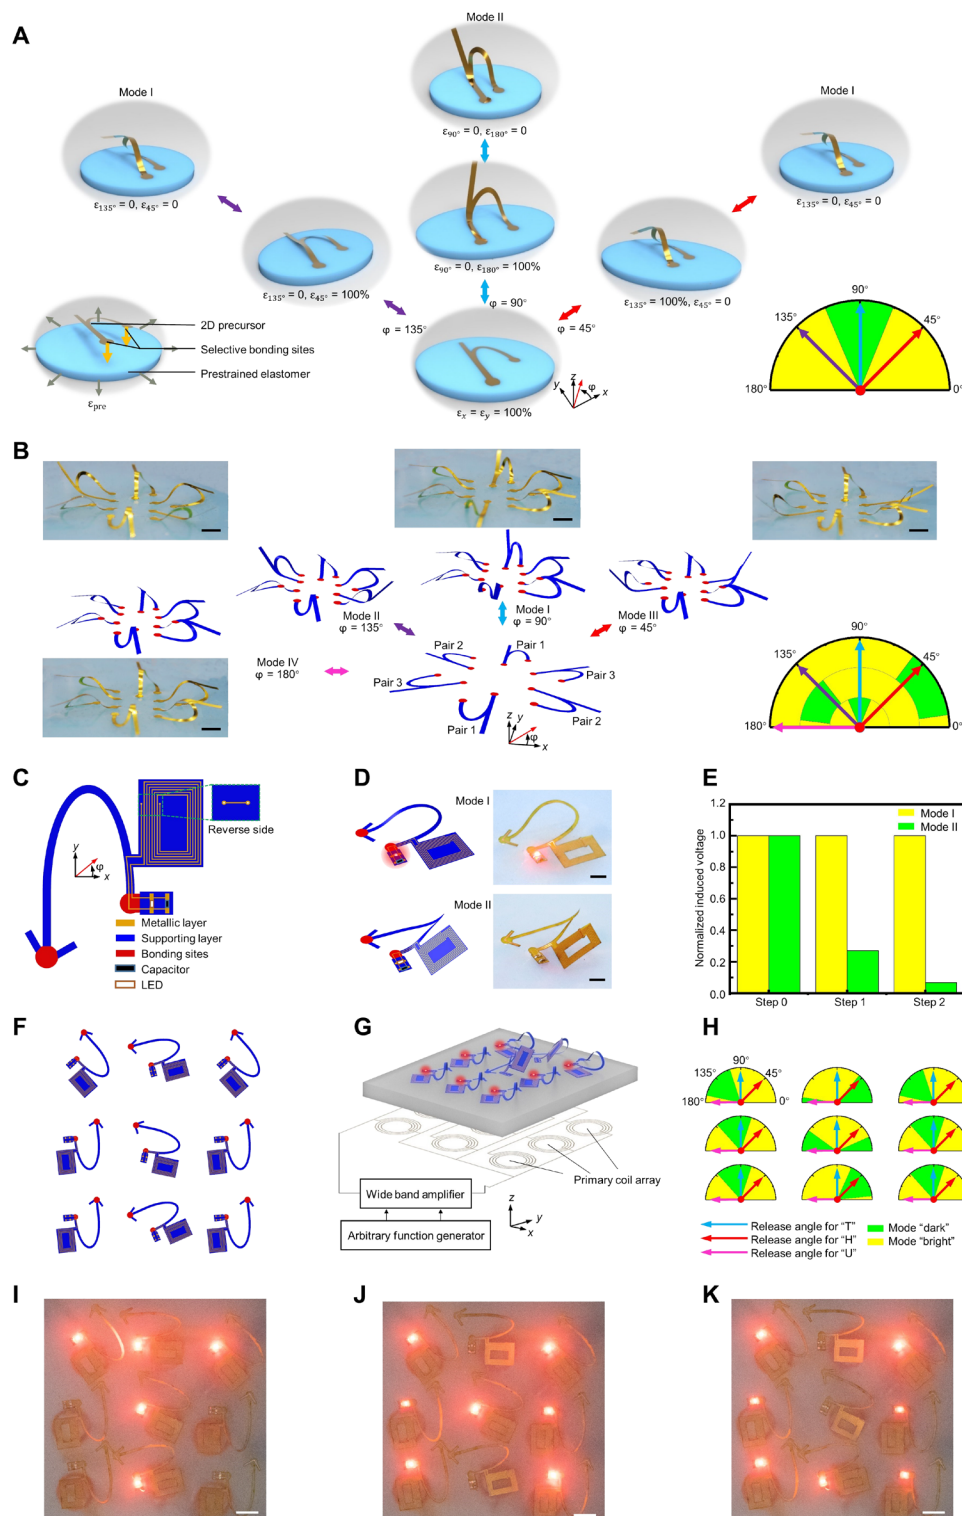 A
Mode II
Mode I
Mode I
ε90° = 0, ε180° = 0
ε135° = 0, ε45° = 0
ε135° = 0, ε45° = 0
ε90° = 0, ε180° = 100%
ε135° = 0, ε45° = 100%
ε135° = 100%, ε45° = 0
φ = 135°
φ = 90°
φ = 45°
2D precursor
Selective bonding sites
Prestrained elastomer
εpre
εx = εy = 100%
z
y
x
φ
90°
135°
45°
180°
0°
B
Mode II
φ = 135°
Mode I
φ = 90°
Mode III
φ = 45°
Mode IV
φ = 180°
Pair 2
Pair 1
Pair 3
Pair 3
Pair 1
Pair 2
z
y
x
φ
90°
135°
45°
180°
0°
C
Reverse side
y
x
φ
Metallic layer
Supporting layer
Bonding sites
Capacitor
LED
D
Mode I
Mode II
E
Normalized induced voltage
1.2
1.0
0.8
0.6
0.4
0.2
0.0
Mode I
Mode II
Step 0
Step 1
Step 2
F
G
Primary coil array
Wide band amplifier
Arbitrary function generator
z
y
x
H
90°
135°
45°
180°
0°
Release angle for “T”
Release angle for “H”
Release angle for “U”
Mode “dark”
Mode “bright”
I
J
K